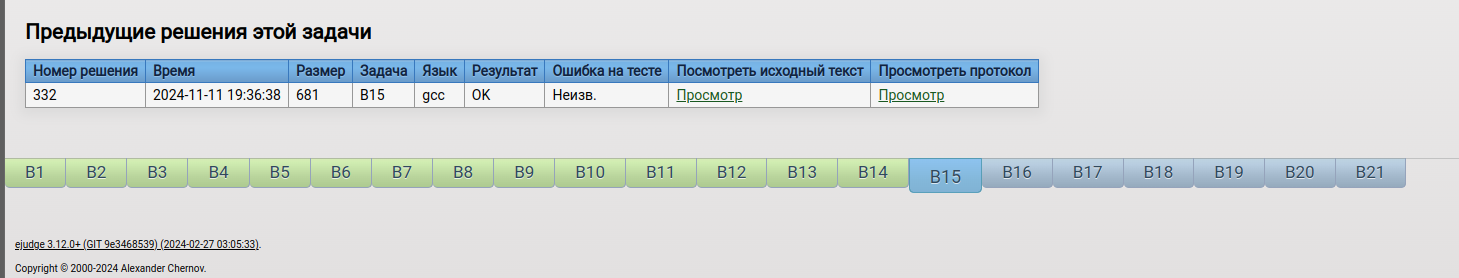 Предыдущие решения этой задачи
Номер решения Время Размер Задача Язык Результат Ошибка на тесте Посмотреть исходный текст Просмотреть протокол
332 2024-11-11 19:36:38 681 B15 gcc OK Неизв. Просмотр Просмотр
B1 B2 B3 B4 B5 B6 B7 B8 B9 B10 B11 B12 B13 B14 B15 B16 B17 B18 B19 B20 B21
ejudge 3.12.0+ (GIT 9e3468539) (2024-02-27 03:05:33).
Copyright © 2000-2024 Alexander Chernov.